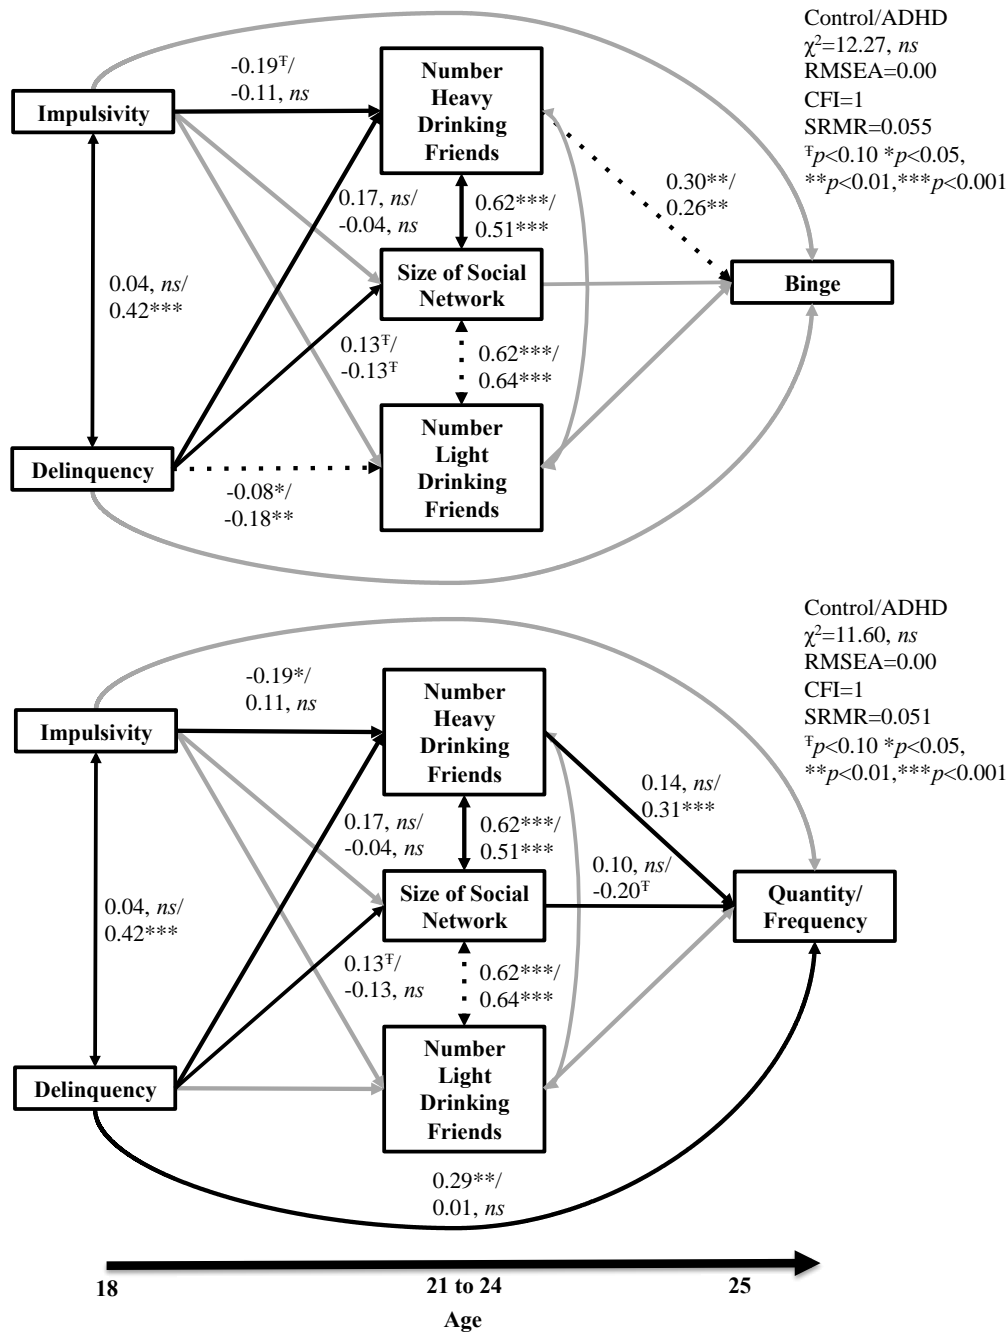 Control/ADHD
χ²=12.27, ns
RMSEA=0.00
CFI=1
SRMR=0.055
Ŧp<0.10 *p<0.05,
**p<0.01,***p<0.001
-0.19Ŧ/
-0.11, ns
Number
Heavy
Drinking
Friends
Impulsivity
0.17, ns/
-0.04, ns
0.62***/
0.51***
0.30**/
0.26**
0.04, ns/
0.42***
Size of Social
Network
Binge
0.13Ŧ/
-0.13Ŧ
0.62***/
0.64***
Number
Light
Drinking
Friends
Delinquency
-0.08*/
-0.18**
Control/ADHD
χ²=11.60, ns
RMSEA=0.00
CFI=1
SRMR=0.051
Ŧp<0.10 *p<0.05,
**p<0.01,***p<0.001
-0.19*/
0.11, ns
Number
Heavy
Drinking
Friends
Impulsivity
0.14, ns/
0.31***
0.17, ns/
-0.04, ns
0.62***/
0.51***
0.10, ns/
-0.20Ŧ
0.04, ns/
0.42***
Size of Social
Network
Quantity/
Frequency
0.13Ŧ/
-0.13, ns
0.62***/
0.64***
Number
Light
Drinking
Friends
Delinquency
0.29**/
0.01, ns
18
21 to 24
25
Age